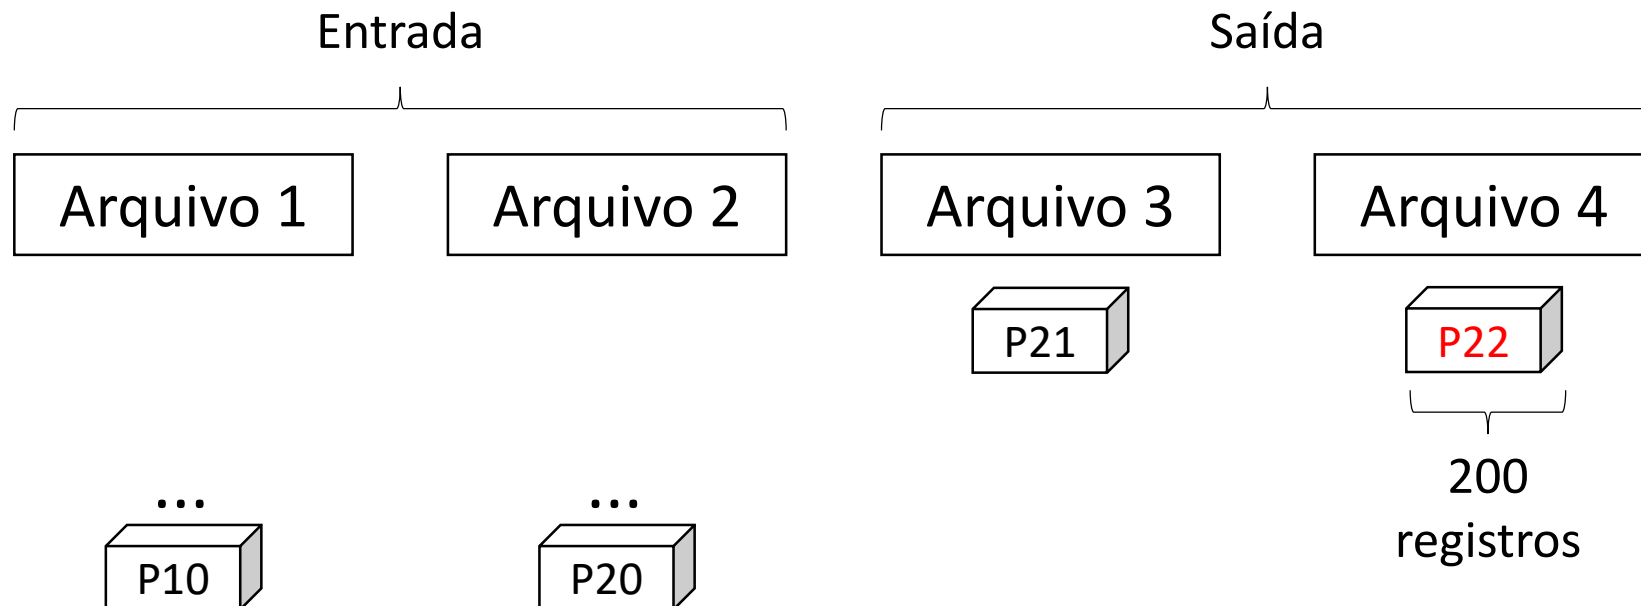 Entrada
Saída
Arquivo 1
Arquivo 2
Arquivo 3
Arquivo 4
P21
P22
200
registros
...
...
P10
P20